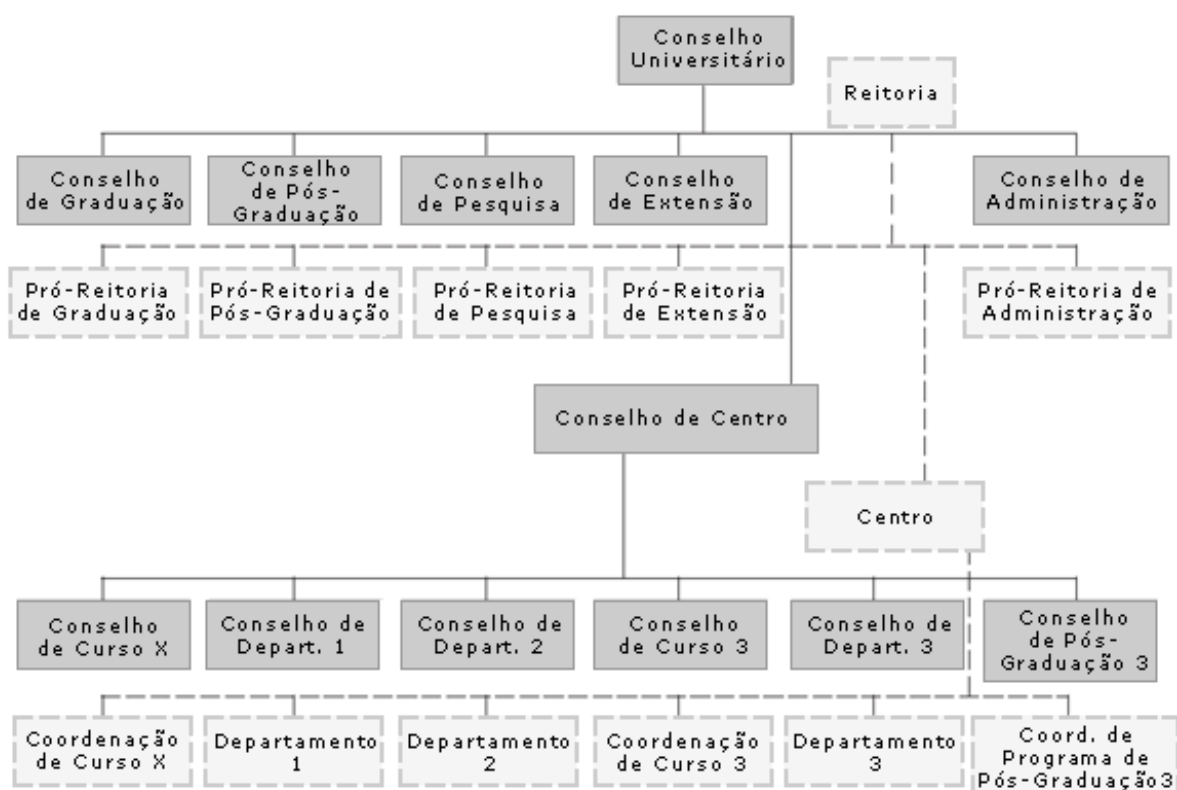 Conselho
Universitário
Reitoria
Conselho
de Graduação
Conselho
de Pós-
Graduação
Conselho
de Pesquisa
Conselho
de Extensão
Conselho de
Administração
Pró-Reitoria
de Graduação
Pró-Reitoria de
Pós-Graduação
Pró-Reitoria
de Pesquisa
Pró-Reitoria
de Extensão
Pró-Reitoria de
Administração
Conselho de Centro
Centro
Conselho
de Curso X
Conselho de
Depart. 1
Conselho de
Depart. 2
Conselho
de Curso 3
Conselho de
Depart. 3
Conselho
de Pós-
Graduação 3
Coordenação
de Curso X
Departamento
1
Departamento
2
Coordenação
de Curso 3
Departamento
3
Coord. de
Programa de
Pós-Graduação3